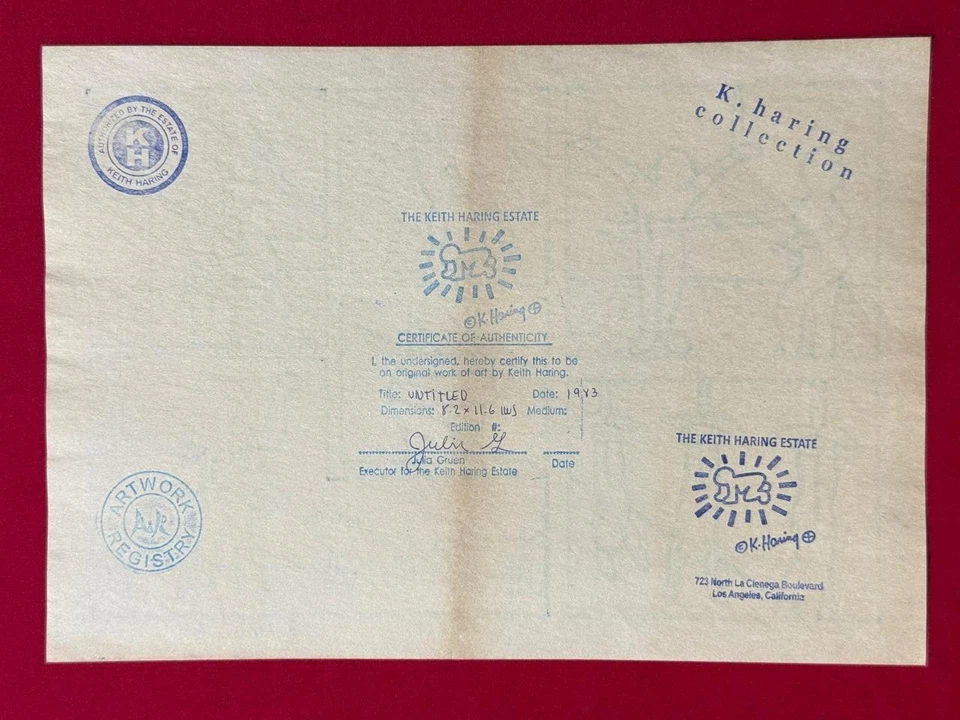 AUTHORIZED BY THE ESTATE OF
KH
KEITH HARING
K. haring
collection
THE KEITH HARING ESTATE
©K.Haring
CERTIFICATE OF AUTHENTICITY
I, the undersigned, hereby certify this to be
an original work of art by Keith Haring.
Title: UNTITLED Date: 1983
Dimensions: 8.2 x 11.6 INS Medium:
Edition #:
Julia G
Julia Gruen
Date
Executor for the Keith Haring Estate
ARTWORK
REGISTRY
THE KEITH HARING ESTATE
©K.Haring
723 North La Cienega Boulevard
Los Angeles, California